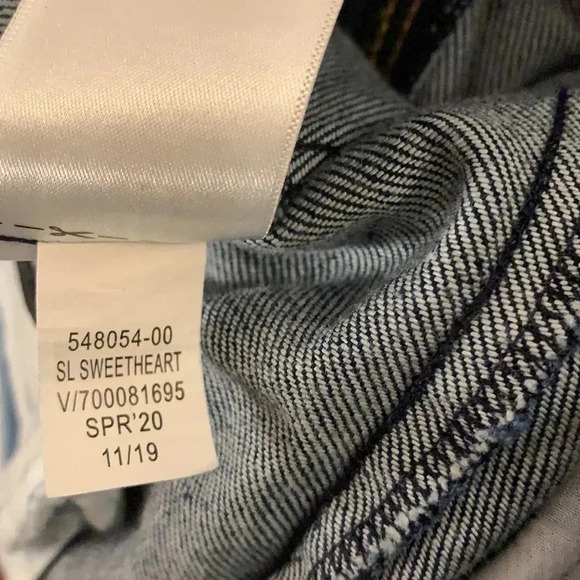 548054-00
SL SWEETHEART
V/700081695
SPR'20
11/19